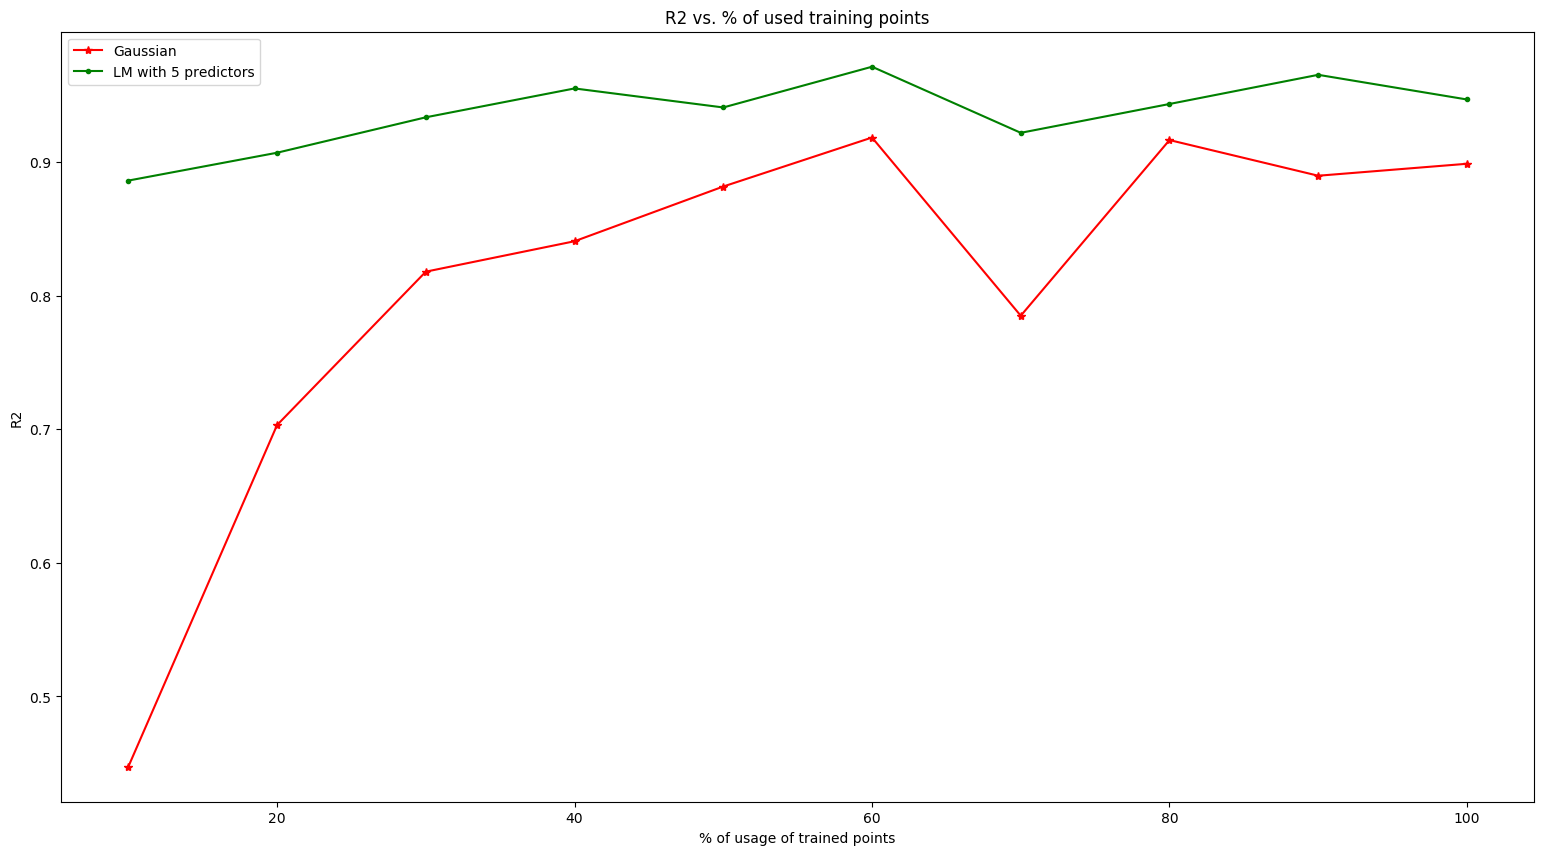 R2 vs. % of used training points
Gaussian
LM with 5 predictors
R2
0.9
0.8
0.7
0.6
0.5
20 40 60 80 100
% of usage of trained points